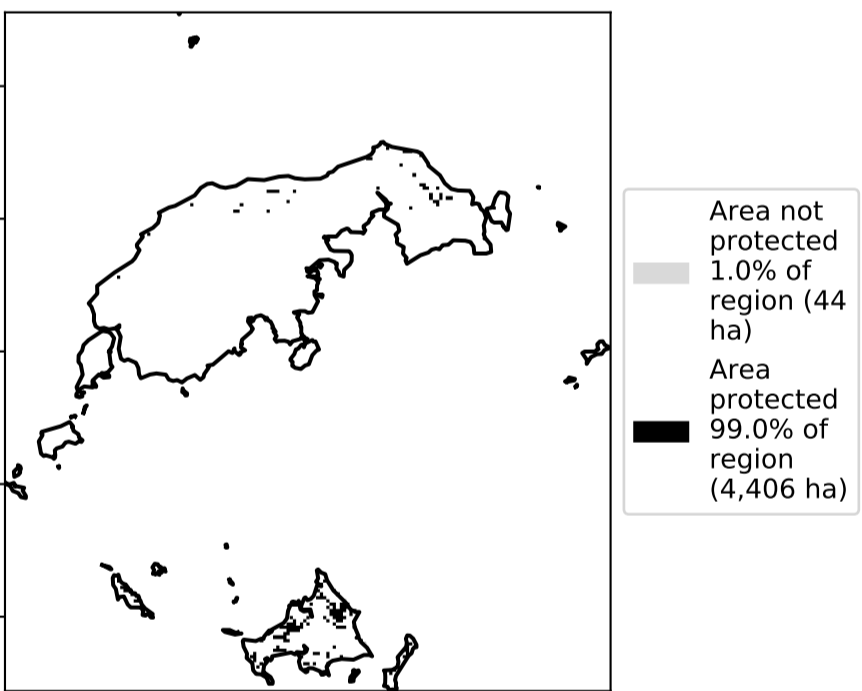 Area not
protected
1.0% of
region (44
ha)
Area
protected
99.0% of
region
(4,406 ha)